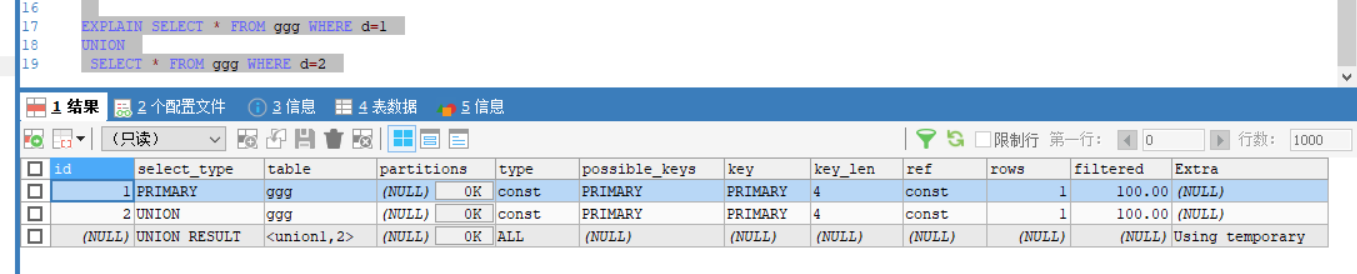 16
17 EXPLAIN SELECT * FROM ggg WHERE d=1
18 UNION
19 SELECT * FROM ggg WHERE d=2
1 结果 2 个配置文件 3 信息 4 表数据 5 信息
（只读） 限制行 第一行： 0 行数： 1000
id select_type table partitions type possible_keys key key_len ref rows filtered Extra
1 PRIMARY ggg (NULL) 0K const PRIMARY PRIMARY 4 const 1 100.00 (NULL)
2 UNION ggg (NULL) 0K const PRIMARY PRIMARY 4 const 1 100.00 (NULL)
(NULL) UNION RESULT <union1,2> (NULL) 0K ALL (NULL) (NULL) (NULL) (NULL) (NULL) (NULL) Using temporary